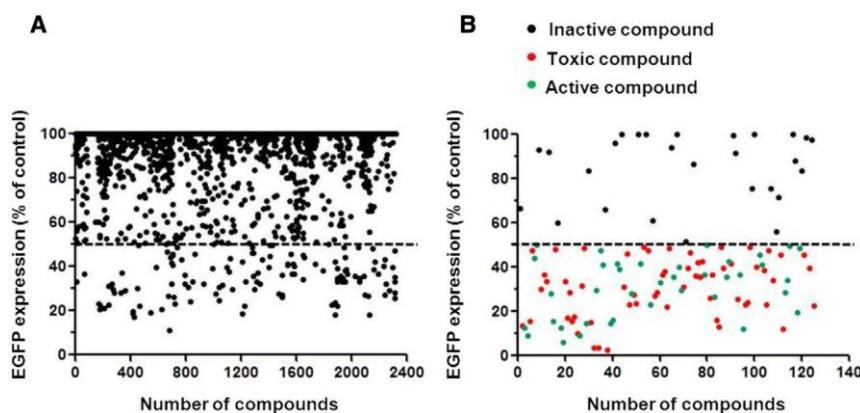 A
B
Inactive compound
Toxic compound
Active compound
EGFP expression (% of control)
100
80
60
40
20
0
0 400 800 1200 1600 2000 2400
Number of compounds
EGFP expression (% of control)
100
80
60
40
20
0
0 20 40 60 80 100 120 140
Number of compounds